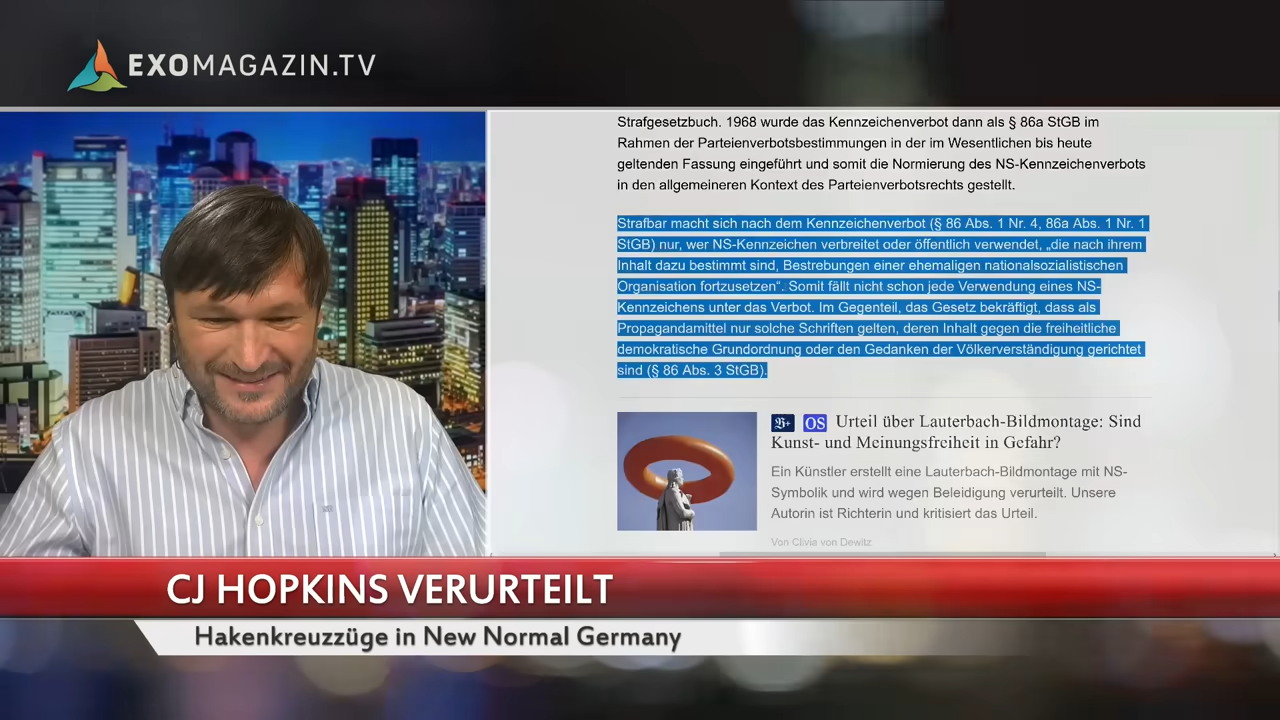 EXOMAGAZIN.TV
Strafgesetzbuch. 1968 wurde das Kennzeichenverbot dann als § 86a StGB im
Rahmen der Parteienverbotsbestimmungen in der im Wesentlichen bis heute
geltenden Fassung eingeführt und somit die Normierung des NS-Kennzeichenverbots
in den allgemeineren Kontext des Parteienverbotsrechts gestellt.
Strafbar macht sich nach dem Kennzeichenverbot (§ 86 Abs. 1 Nr. 4, 86a Abs. 1 Nr. 1
StGB) nur, wer NS-Kennzeichen verbreitet oder öffentlich verwendet, „die nach ihrem
Inhalt dazu bestimmt sind, Bestrebungen einer ehemaligen nationalsozialistischen
Organisation fortzusetzen“. Somit fällt nicht schon jede Verwendung eines NS-
Kennzeichens unter das Verbot. Im Gegenteil, das Gesetz bekräftigt, dass als
Propagandamittel nur solche Schriften gelten, deren Inhalt gegen die freiheitliche
demokratische Grundordnung oder den Gedanken der Völkerverständigung gerichtet
sind (§ 86 Abs. 3 StGB).
B+ OS Urteil über Lauterbach-Bildmontage: Sind
Kunst- und Meinungsfreiheit in Gefahr?
Ein Künstler erstellt eine Lauterbach-Bildmontage mit NS-
Symbolik und wird wegen Beleidigung verurteilt. Unsere
Autorin ist Richterin und kritisiert das Urteil.
Von Clivia von Dewitz
CJ HOPKINS VERURTEILT
Hakenkreuzzüge in New Normal Germany